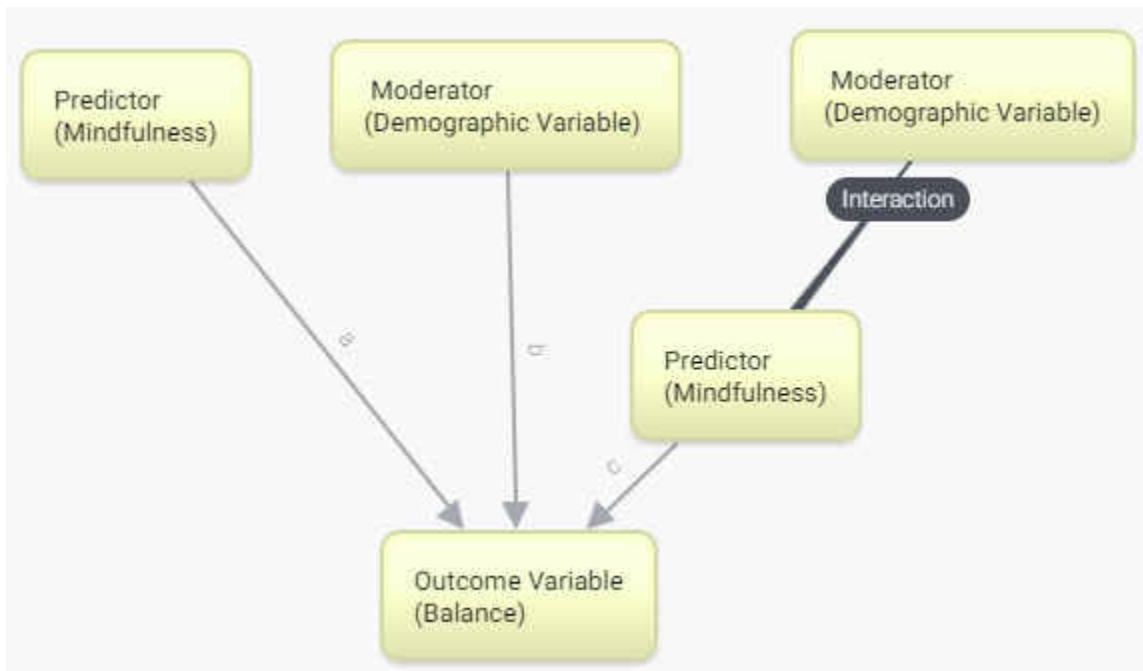 Predictor
(Mindfulness)
Moderator
(Demographic Variable)
Moderator
(Demographic Variable)
Interaction
a
b
Predictor
(Mindfulness)
c
Outcome Variable
(Balance)